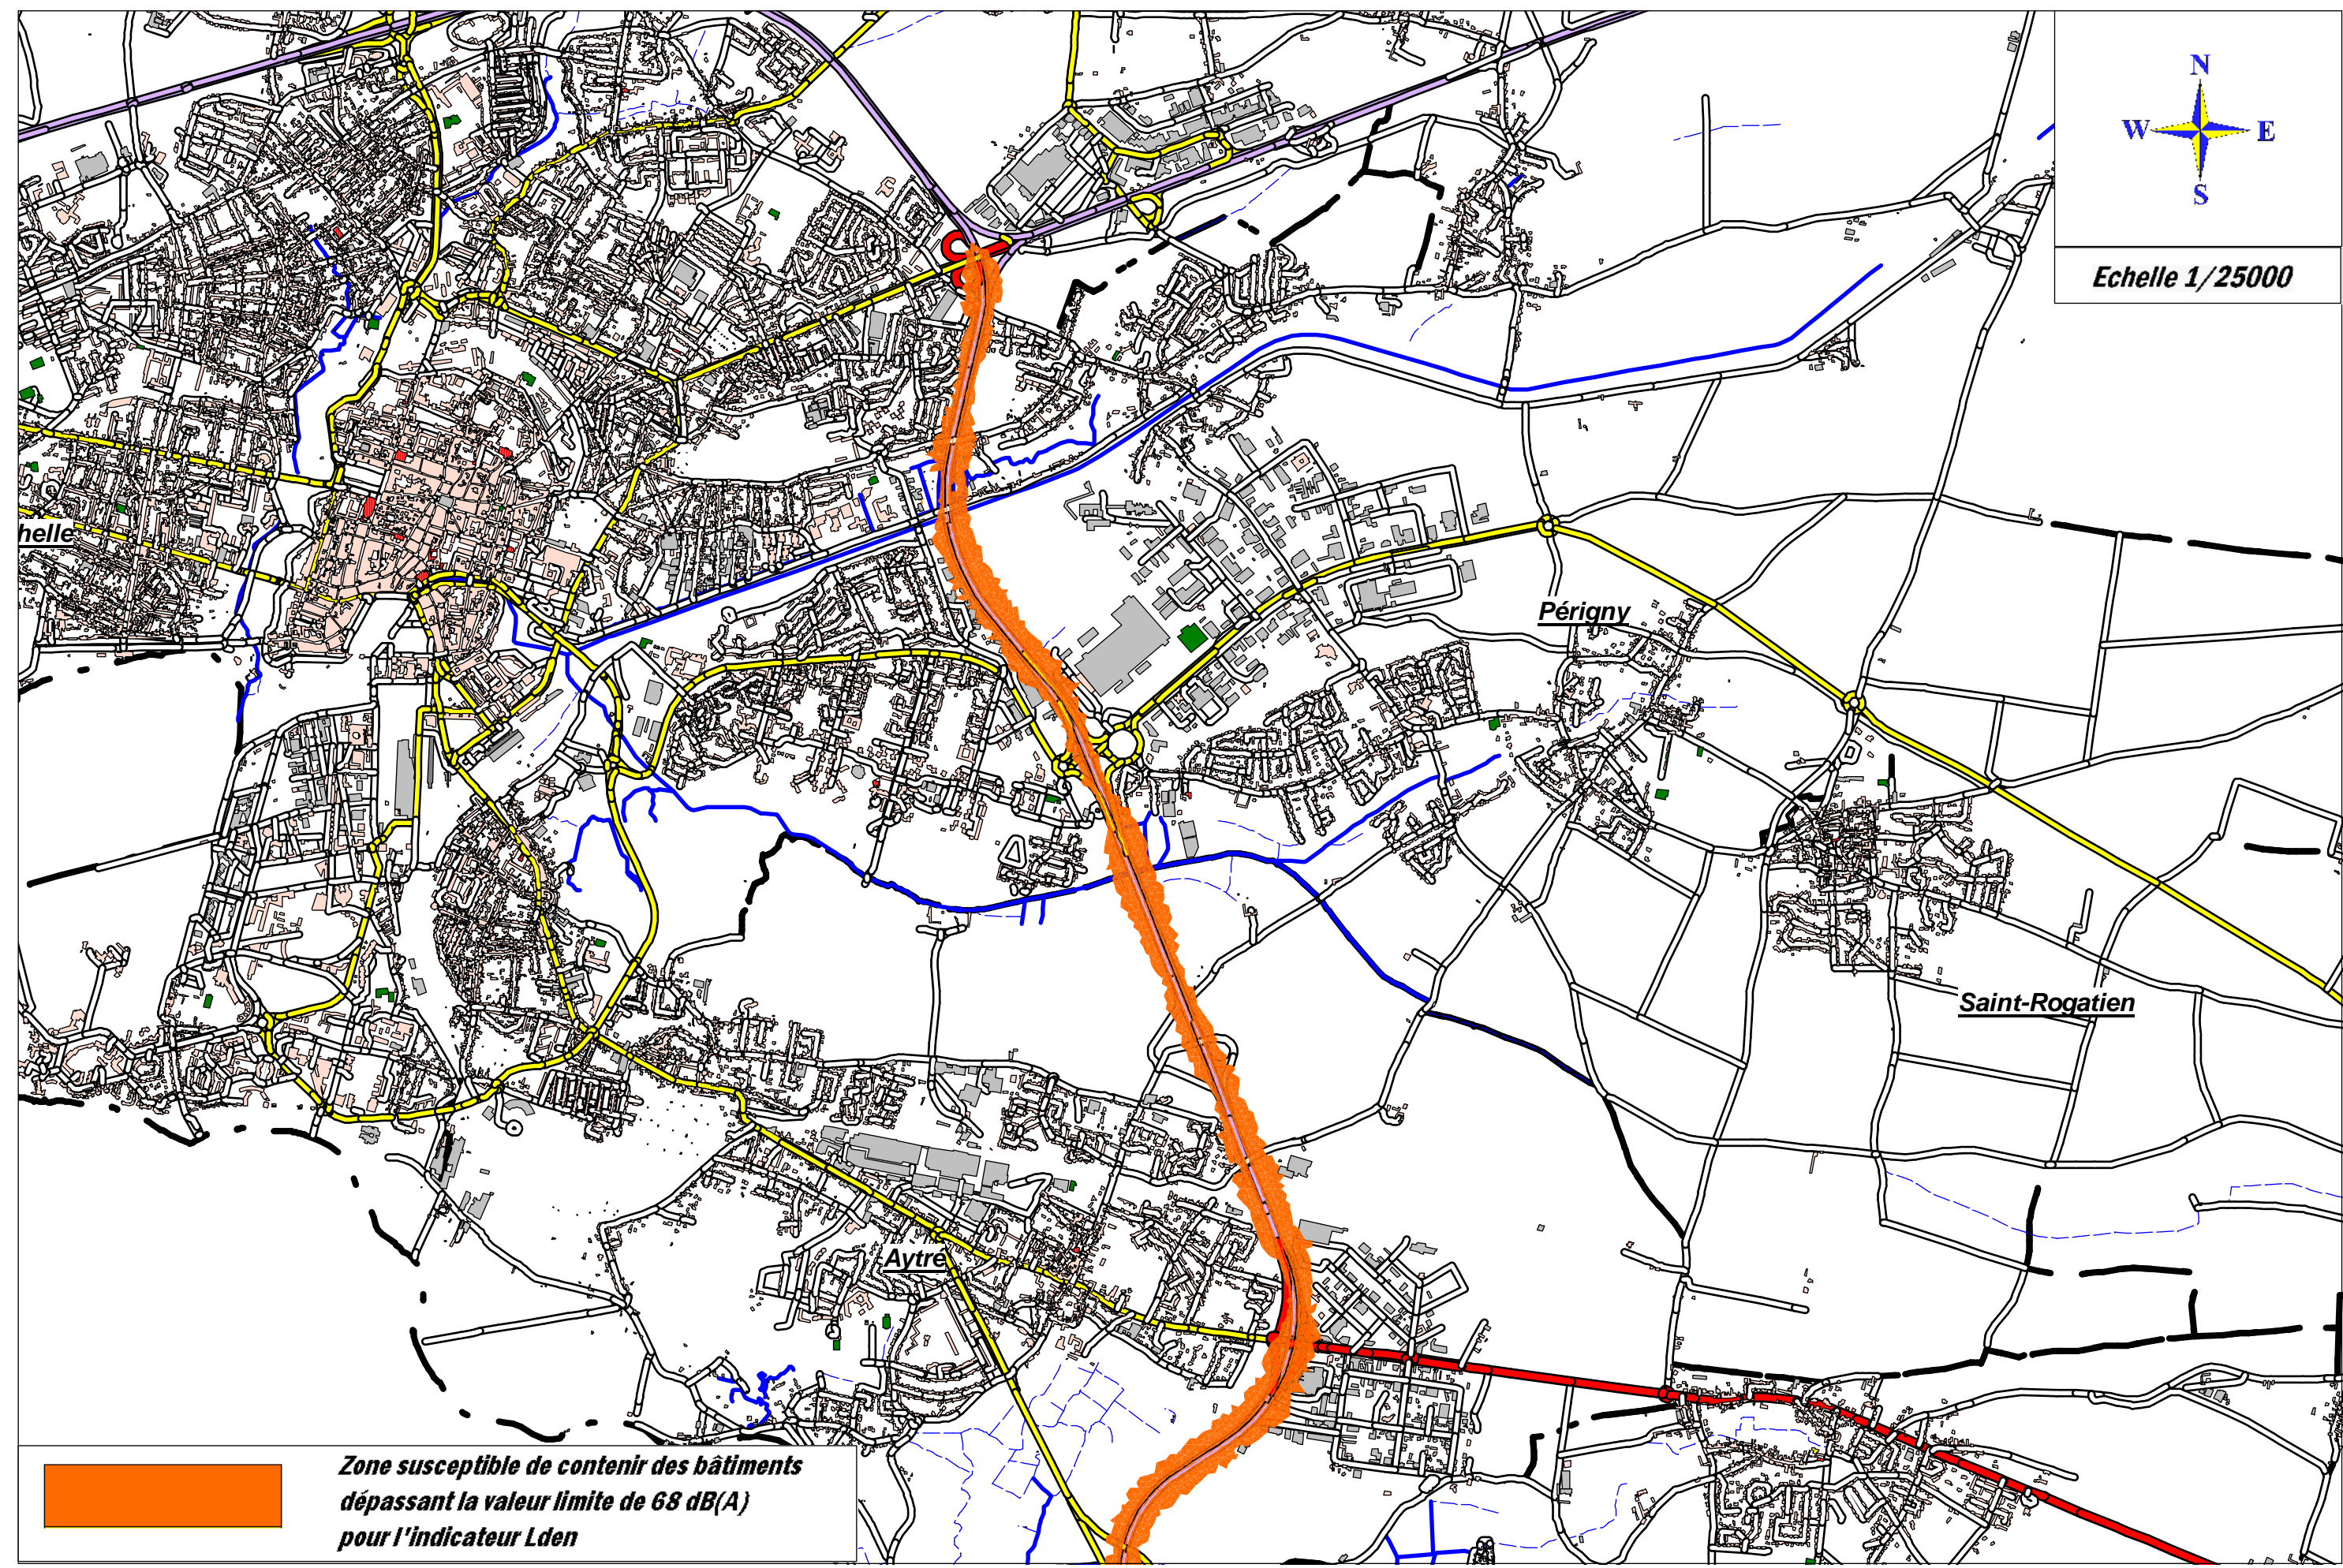 N
W E
S
Echelle 1/25000
helle
Périgny
Saint-Rogatien
Aytré
Zone susceptible de contenir des bâtiments
dépassant la valeur limite de 68 dB(A)
pour l'indicateur Lden